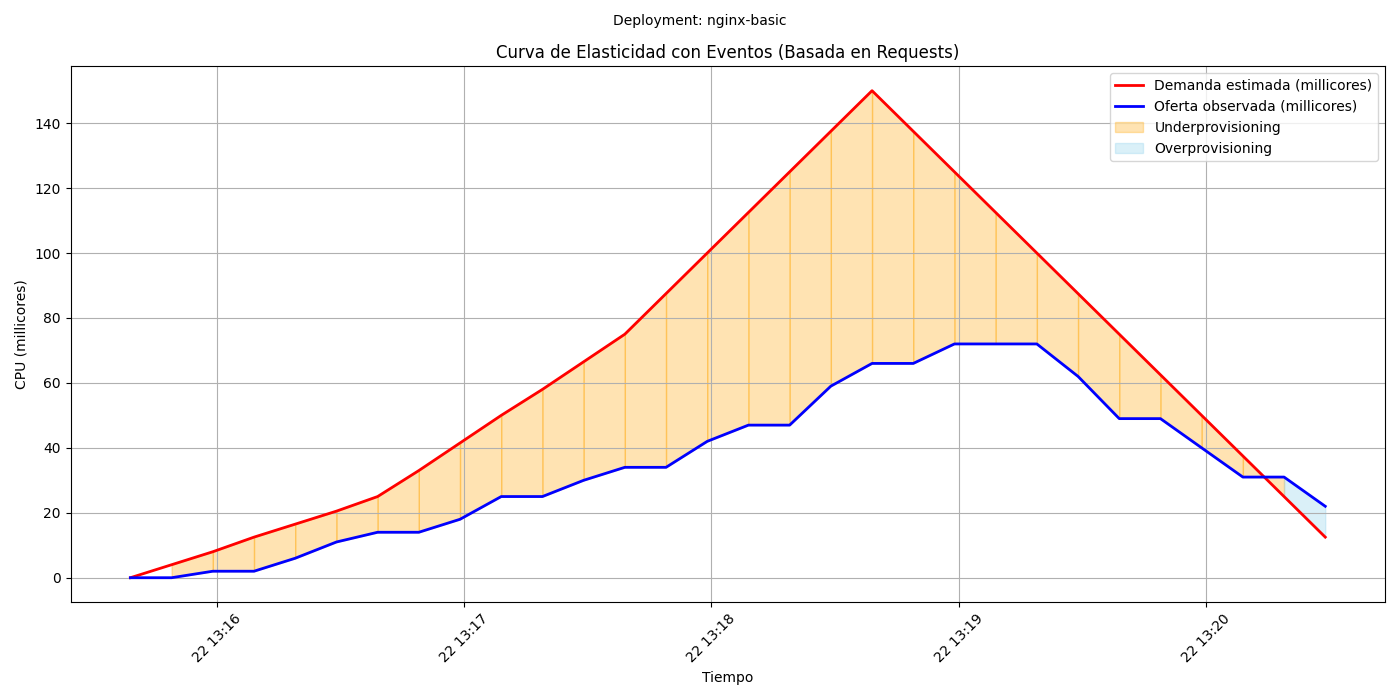 Deployment: nginx-basic
Curva de Elasticidad con Eventos (Basada en Requests)
Demanda estimada (millicores)
Oferta observada (millicores)
Underprovisioning
Overprovisioning
CPU (millicores)
140
120
100
80
60
40
20
0
22 13:16
22 13:17
22 13:18
22 13:19
22 13:20
Tiempo